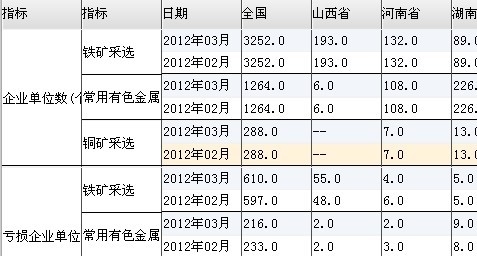 指标 指标 日期 全国 山西省 河南省 湖南
企业单位数(个 铁矿采选 2012年03月 3252.0 193.0 132.0 89.0
2012年02月 3252.0 193.0 132.0 89.0
常用有色金属 2012年03月 1264.0 6.0 108.0 226.
2012年02月 1264.0 6.0 108.0 226.
铜矿采选 2012年03月 288.0 -- 7.0 13.0
2012年02月 288.0 -- 7.0 13.0
亏损企业单位 铁矿采选 2012年03月 610.0 55.0 4.0 5.0
2012年02月 597.0 48.0 6.0 5.0
常用有色金属 2012年03月 216.0 2.0 2.0 9.0
2012年02月 233.0 2.0 3.0 8.0